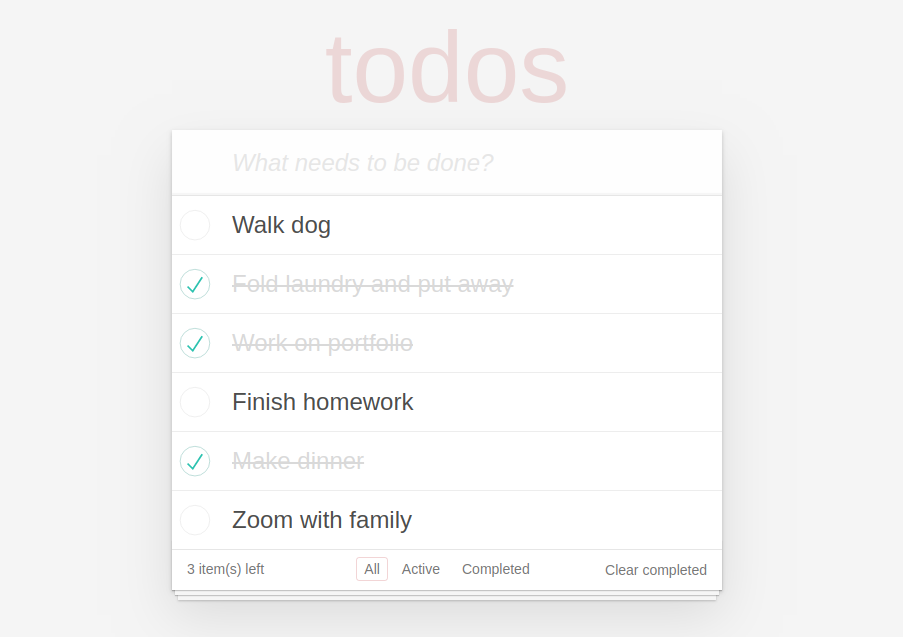 todos
What needs to be done?
Walk dog
Fold laundry and put away
Work on portfolio
Finish homework
Make dinner
Zoom with family
3 item(s) left All Active Completed Clear completed